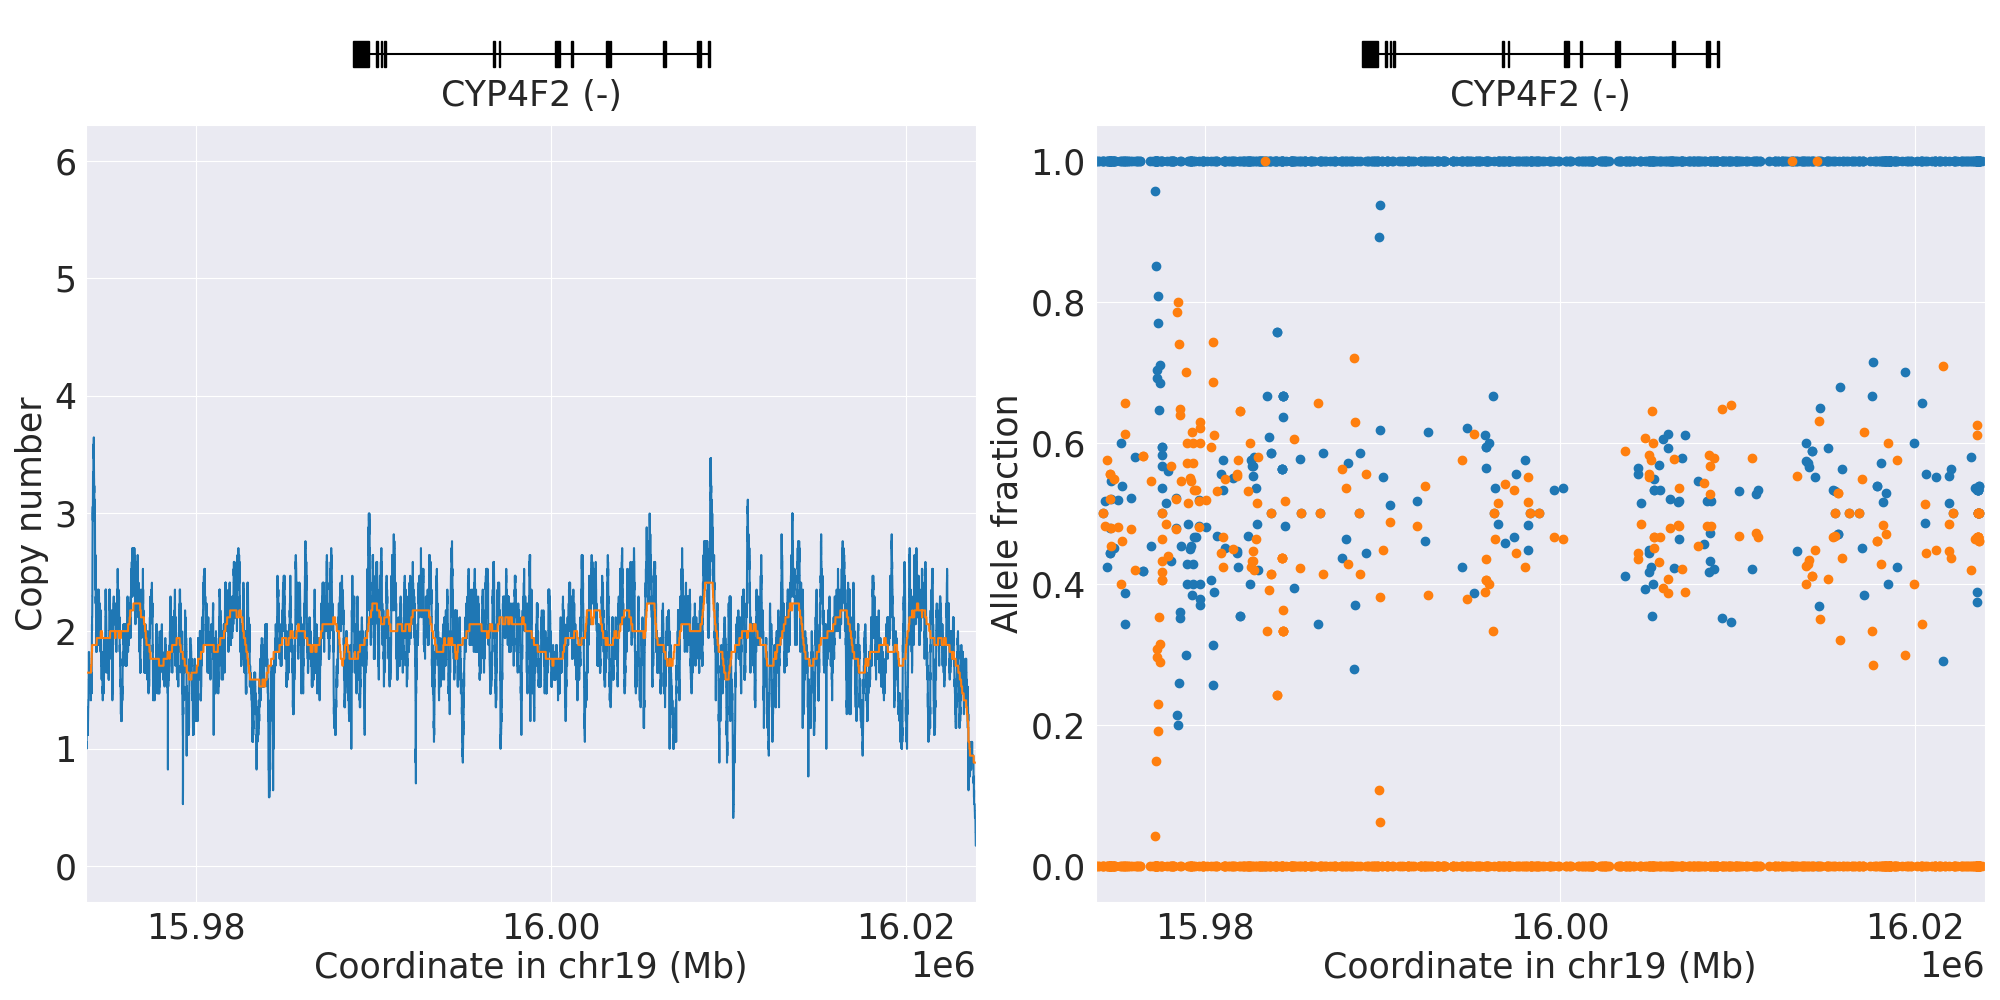 CYP4F2 (-)
6
5
4
3
2
1
0
Copy number
15.98
16.00
16.02
Coordinate in chr19 (Mb)
1e6
CYP4F2 (-)
1.0
0.8
0.6
0.4
0.2
0.0
Allele fraction
15.98
16.00
16.02
Coordinate in chr19 (Mb)
1e6